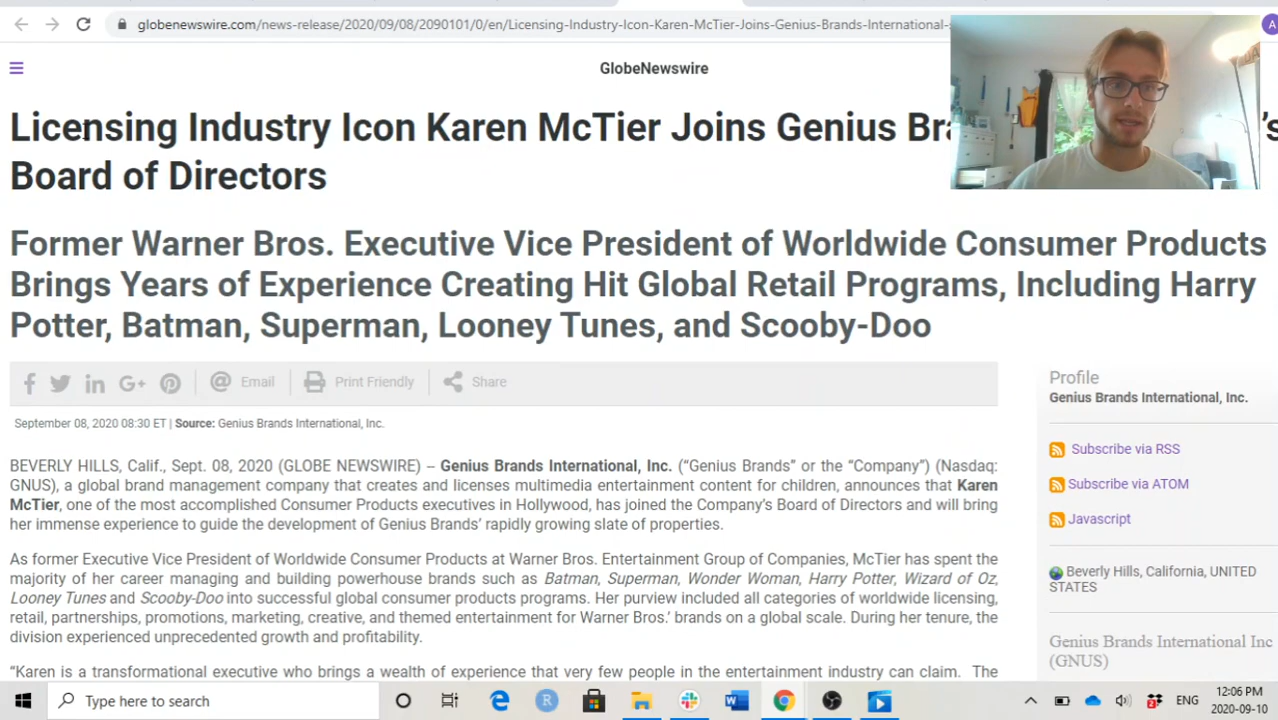 globenewswire.com/news-release/2020/09/08/2090101/0/en/Licensing-Industry-Icon-Karen-McTier-Joins-Genius-Brands-International-
GlobeNewswire
Licensing Industry Icon Karen McTier Joins Genius 's
Board of Directors
Former Warner Bros. Executive Vice President of Worldwide Consumer Products
Brings Years of Experience Creating Hit Global Retail Programs, Including Harry
Potter, Batman, Superman, Looney Tunes, and Scooby-Doo
Email Print Friendly Share
September 08, 2020 08:30 ET | Source: Genius Brands International, Inc.
BEVERLY HILLS, Calif., Sept. 08, 2020 (GLOBE NEWSWIRE) -- Genius Brands International, Inc. (“Genius Brands” or the “Company”) (Nasdaq:
GNUS), a global brand management company that creates and licenses multimedia entertainment content for children, announces that Karen
McTier, one of the most accomplished Consumer Products executives in Hollywood, has joined the Company’s Board of Directors and will bring
her immense experience to guide the development of Genius Brands’ rapidly growing slate of properties.
As former Executive Vice President of Worldwide Consumer Products at Warner Bros. Entertainment Group of Companies, McTier has spent the
majority of her career managing and building powerhouse brands such as Batman, Superman, Wonder Woman, Harry Potter, Wizard of Oz,
Looney Tunes and Scooby-Doo into successful global consumer products programs. Her purview included all categories of worldwide licensing,
retail, partnerships, promotions, marketing, creative, and themed entertainment for Warner Bros.’ brands on a global scale. During her tenure, the
division experienced unprecedented growth and profitability.
“Karen is a transformational executive who brings a wealth of experience that very few people in the entertainment industry can claim. The
Profile
Genius Brands International, Inc.
Subscribe via RSS
Subscribe via ATOM
Javascript
Beverly Hills, California, UNITED
STATES
Genius Brands International Inc
(GNUS)
Type here to search
ENG
12:06 PM
2020-09-10